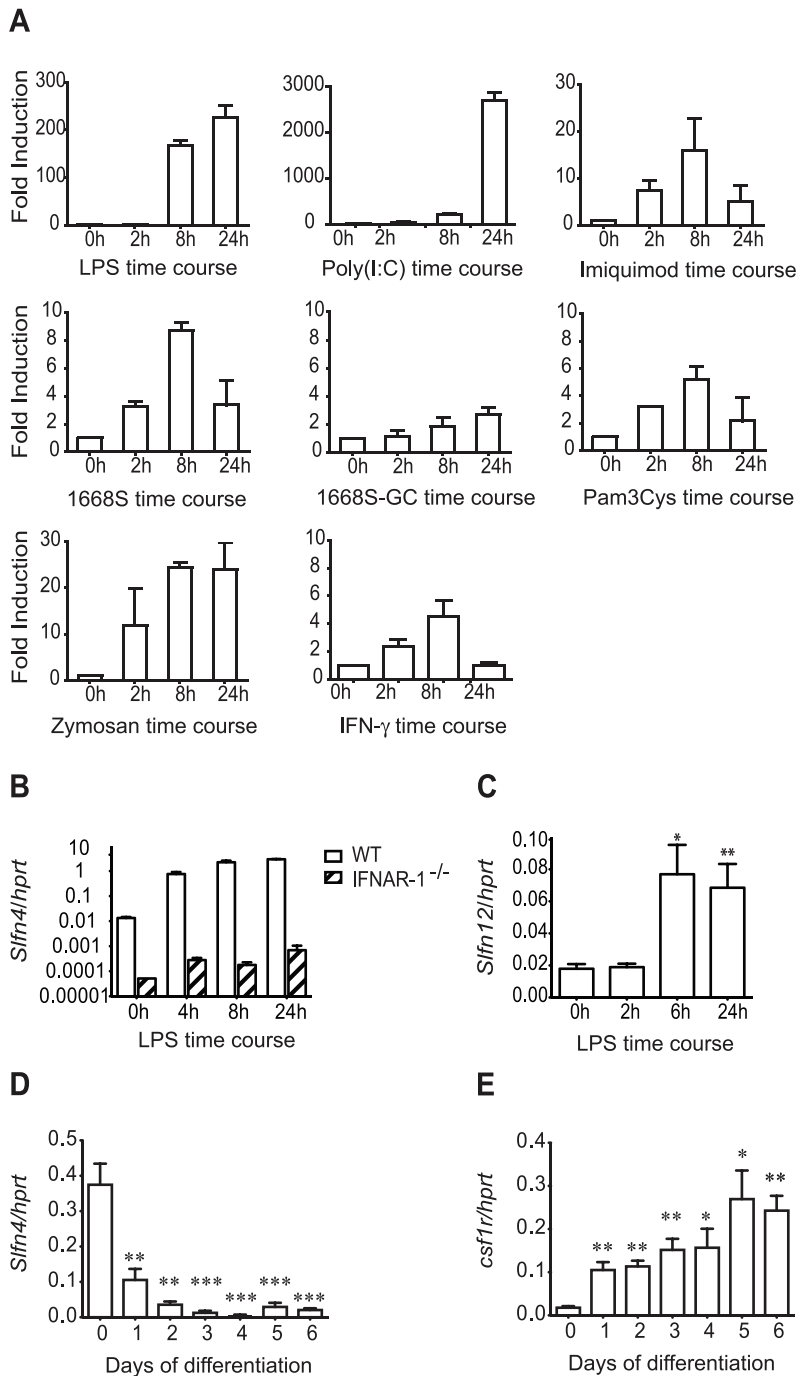 A
Fold Induction
300
200
100
0
0h 2h 8h 24h
LPS time course
3000
2000
1000
0
0h 2h 8h 24h
Poly(I:C) time course
30
20
10
0
0h 2h 8h 24h
Imiquimod time course
Fold Induction
10
8
6
4
2
0
0h 2h 8h 24h
1668S time course
10
8
6
4
2
0
0h 2h 8h 24h
1668S-GC time course
10
8
6
4
2
0
0h 2h 8h 24h
Pam3Cys time course
Fold Induction
30
20
10
0
0h 2h 8h 24h
Zymosan time course
10
8
6
4
2
0
0h 2h 8h 24h
IFN-γ time course
B
Slfn4/hprt
10
1
0.1
0.01
0.001
0.0001
0.00001
0h 4h 8h 24h
LPS time course
WT
IFNAR-1 -/-
C
Slfn12/hprt
0.10
0.08
0.06
0.04
0.02
0.00
* **
0h 2h 6h 24h
LPS time course
D
Slfn4/hprt
0.5
0.4
0.3
0.2
0.1
0.0
** ** *** *** *** ***
0 1 2 3 4 5 6
Days of differentiation
E
csf1r/hprt
0.4
0.3
0.2
0.1
0.0
** ** ** * * **
0 1 2 3 4 5 6
Days of differentiation